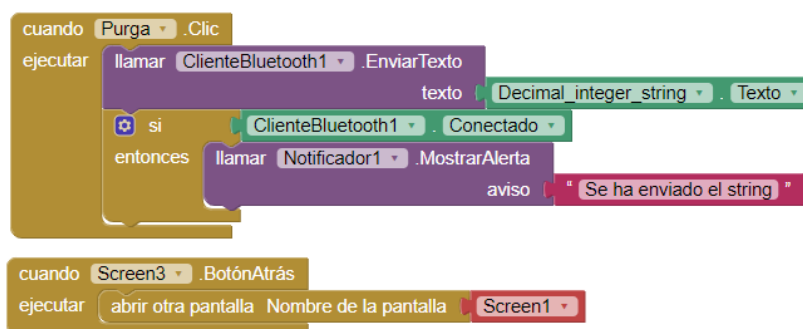 cuando Purga .Clic
ejecutar llamar ClienteBluetooth1 .EnviarTexto
texto Decimal_integer_string . Texto
si ClienteBluetooth1 . Conectado
entonces llamar Notificador1 .MostrarAlerta
aviso " Se ha enviado el string "
cuando Screen3 .BotónAtrás
ejecutar abrir otra pantalla Nombre de la pantalla Screen1